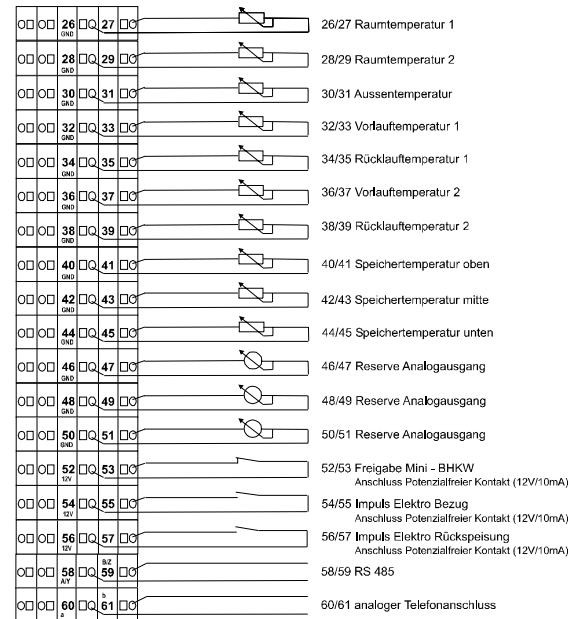 26 27 26/27 Raumtemperatur 1
GND
28 29 28/29 Raumtemperatur 2
GND
30 31 30/31 Aussentemperatur
GND
32 33 32/33 Vorlauftemperatur 1
GND
34 35 34/35 Rücklauftemperatur 1
GND
36 37 36/37 Vorlauftemperatur 2
GND
38 39 38/39 Rücklauftemperatur 2
GND
40 41 40/41 Speichertemperatur oben
GND
42 43 42/43 Speichertemperatur mitte
GND
44 45 44/45 Speichertemperatur unten
GND
46 47 46/47 Reserve Analogausgang
GND
48 49 48/49 Reserve Analogausgang
GND
50 51 50/51 Reserve Analogausgang
GND
52 53 52/53 Freigabe Mini - BHKW
12V Anschluss Potenzialfreier Kontakt (12V/10mA)
54 55 54/55 Impuls Elektro Bezug
12V Anschluss Potenzialfreier Kontakt (12V/10mA)
56 57 56/57 Impuls Elektro Rückspeisung
12V Anschluss Potenzialfreier Kontakt (12V/10mA)
B/Z
58 59 58/59 RS 485
A/Y
b
60 61 60/61 analoger Telefonanschluss
a